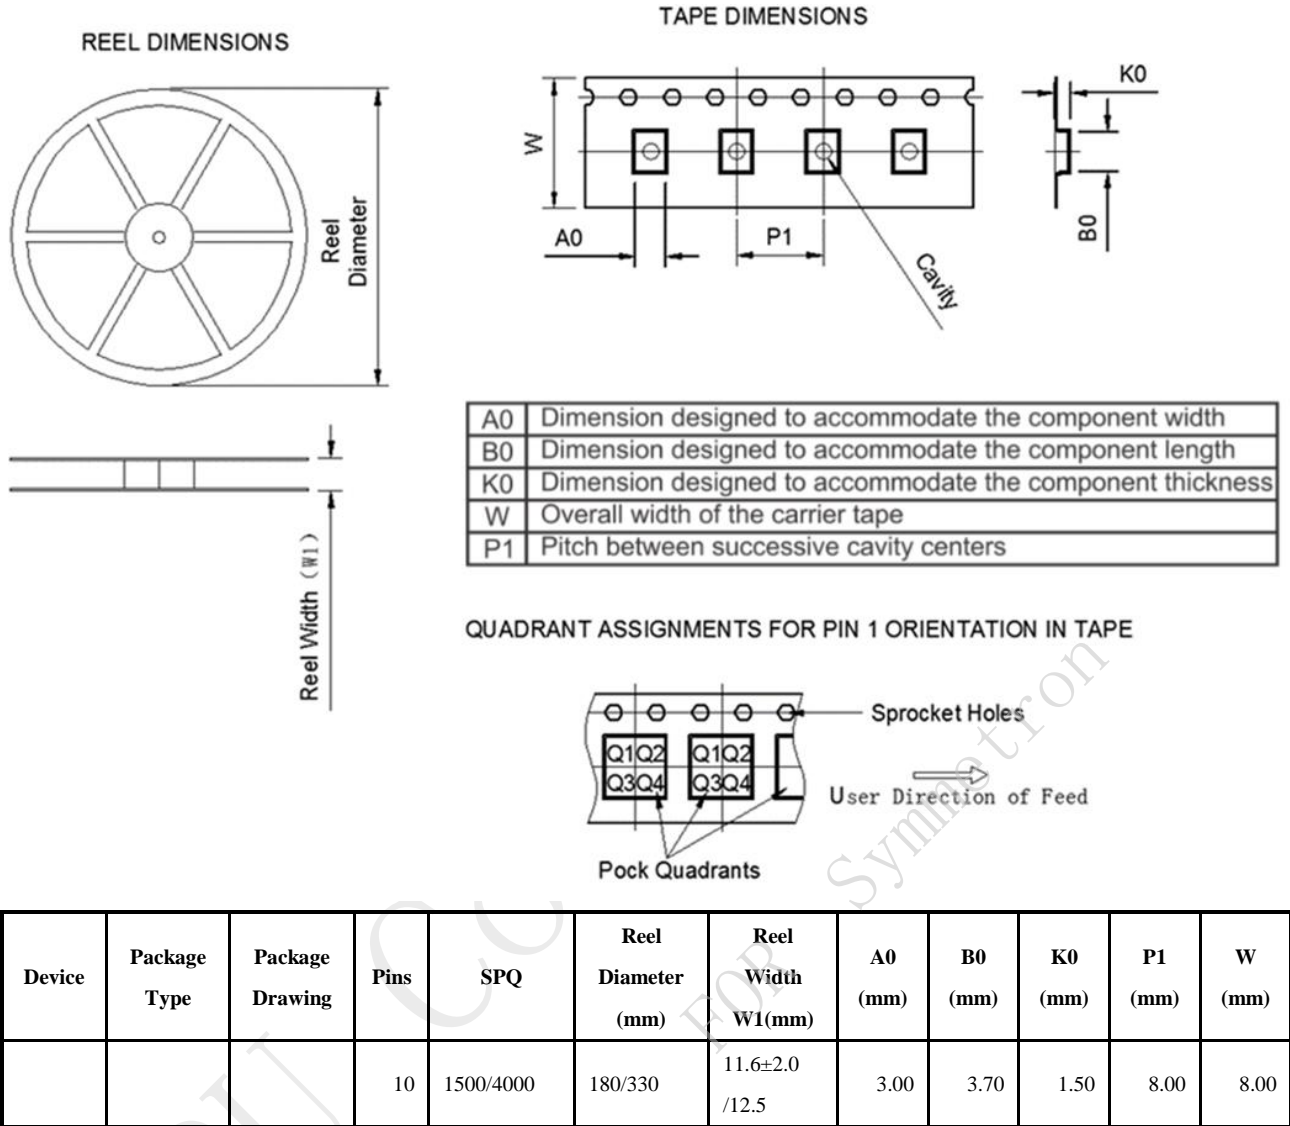 REEL DIMENSIONS
Reel
Diameter
Reel Width (W1)
TAPE DIMENSIONS
W
A0
P1
Cavity
K0
B0
A0 Dimension designed to accommodate the component width
B0 Dimension designed to accommodate the component length
K0 Dimension designed to accommodate the component thickness
W Overall width of the carrier tape
P1 Pitch between successive cavity centers
QUADRANT ASSIGNMENTS FOR PIN 1 ORIENTATION IN TAPE
Sprocket Holes
Q1 Q2 Q1 Q2
Q3 Q4 Q3 Q4
User Direction of Feed
Pock Quadrants
Device Package Type Package Drawing Pins SPQ Reel Diameter (mm) Reel Width W1(mm) A0 (mm) B0 (mm) K0 (mm) P1 (mm) W (mm)
10 1500/4000 180/330 11.6±2.0 /12.5 3.00 3.70 1.50 8.00 8.00
FOR Symmetron